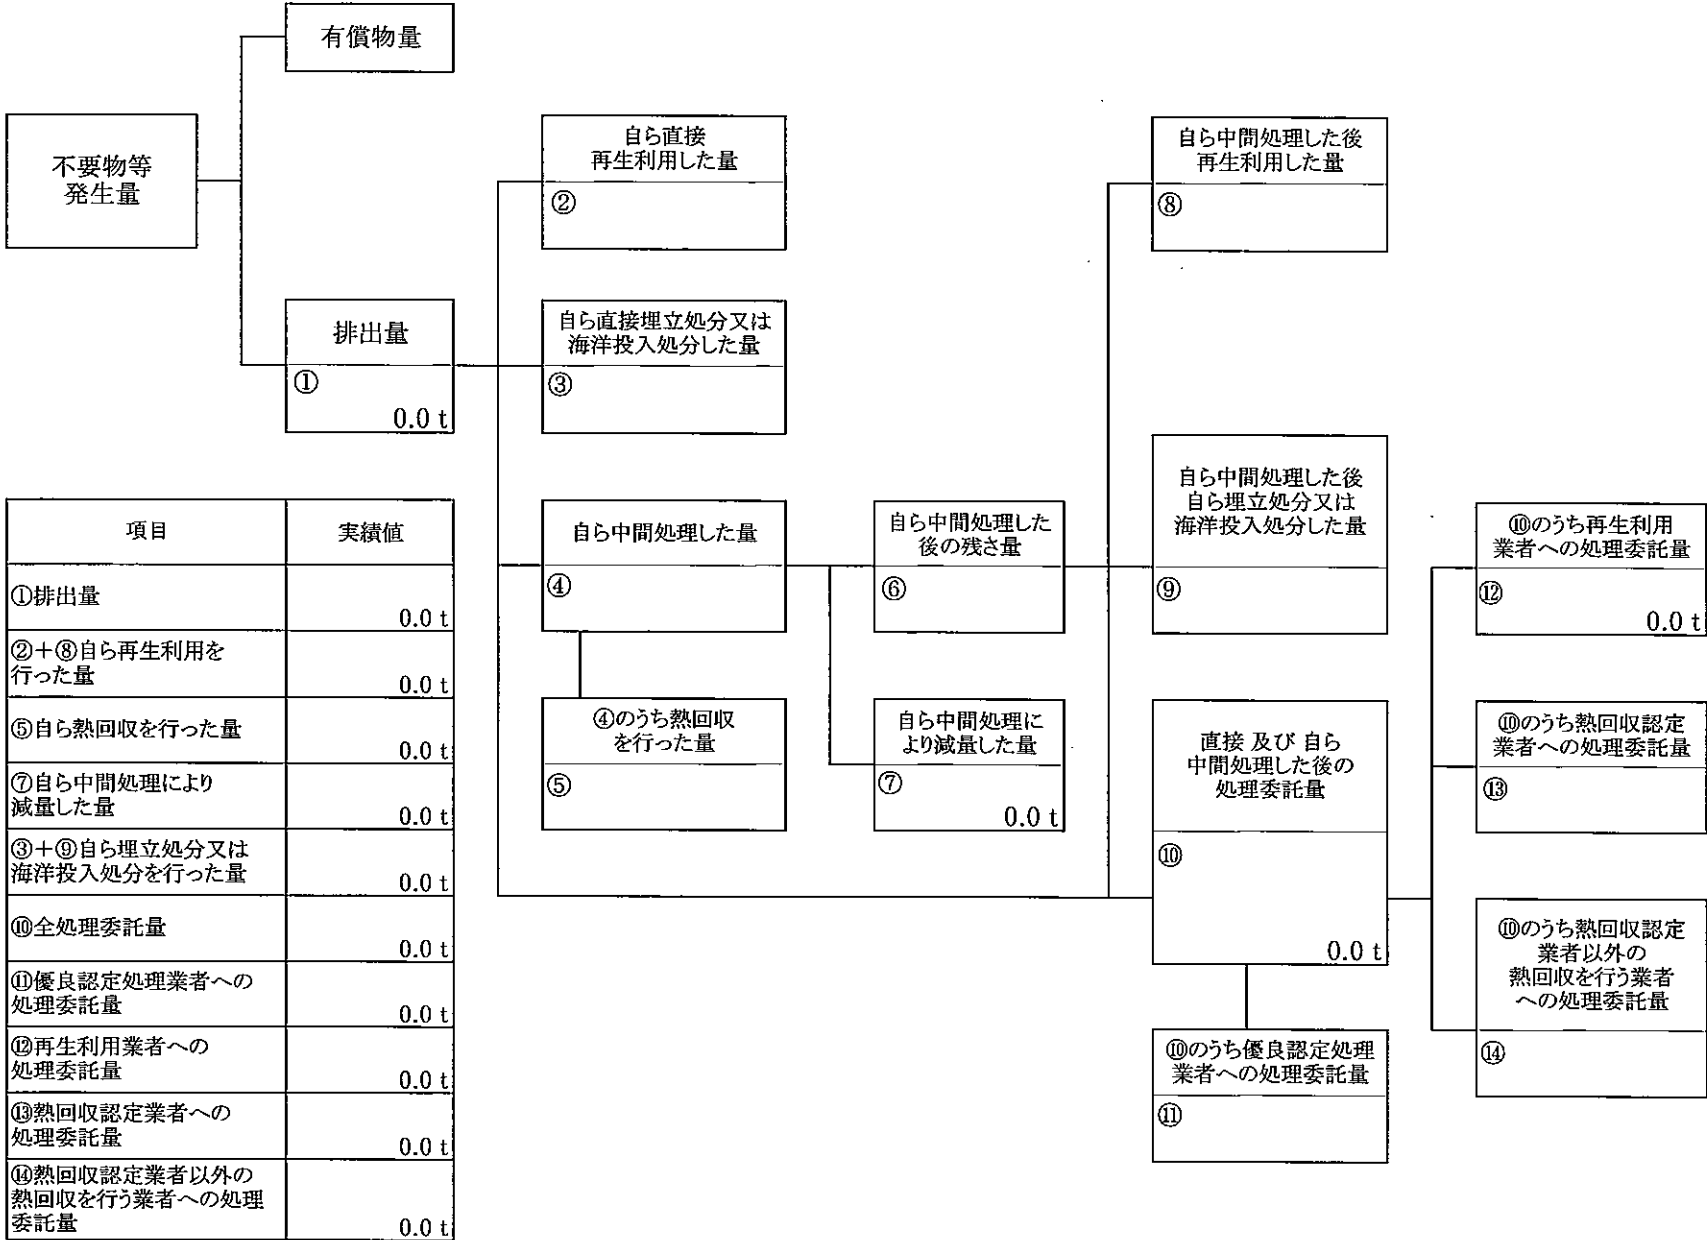 有償物量
不要物等
発生量
排出量
①
0.0 t
自ら直接
再生利用した量
②
自ら直接埋立処分又は
海洋投入処分した量
③
自ら中間処理した量
④
④のうち熱回収
を行った量
⑤
自ら中間処理した
後の残さ量
⑥
自ら中間処理に
より減量した量
⑦
0.0 t
自ら中間処理した後
再生利用した量
⑧
自ら中間処理した後
自ら埋立処分又は
海洋投入処分した量
⑨
直接 及び 自ら
中間処理した後の
処理委託量
⑩
0.0 t
⑩のうち優良認定処理
業者への処理委託量
⑪
⑩のうち再生利用
業者への処理委託量
⑫
0.0 t
⑩のうち熱回収認定
業者への処理委託量
⑬
⑩のうち熱回収認定
業者以外の
熱回収を行う業者
への処理委託量
⑭
項目 実績値
①排出量
0.0 t
②+⑧自ら再生利用を
行った量
0.0 t
⑤自ら熱回収を行った量
0.0 t
⑦自ら中間処理により
減量した量
0.0 t
③+⑨自ら埋立処分又は
海洋投入処分を行った量
0.0 t
⑩全処理委託量
0.0 t
⑪優良認定処理業者への
処理委託量
0.0 t
⑫再生利用業者への
処理委託量
0.0 t
⑬熱回収認定業者への
処理委託量
0.0 t
⑭熱回収認定業者以外の
熱回収を行う業者への処理
委託量
0.0 t